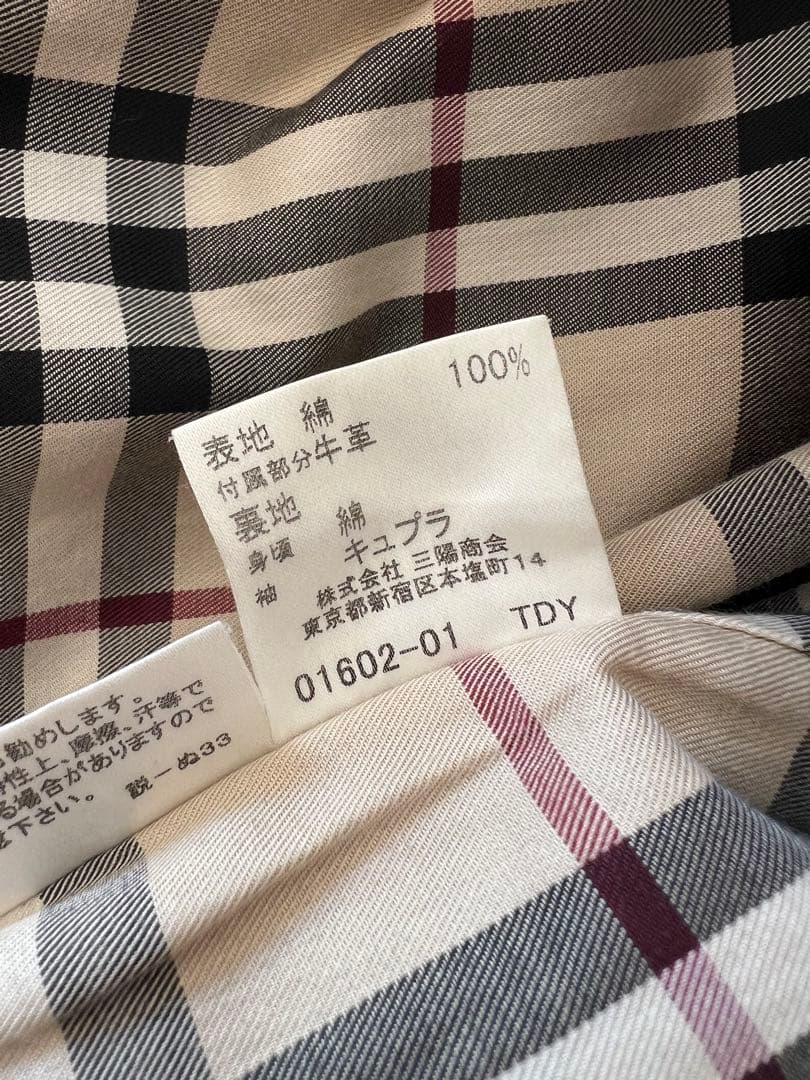 表地 綿 100%
付属部分牛革
裏地
身頃 綿
袖 キュプラ
株式会社 三陽商会
東京都新宿区本塩町14
01602-01 TDY
勧めします。
性上、摩擦、汗等で
る場合がありますので
下さい。 説-ぬ33